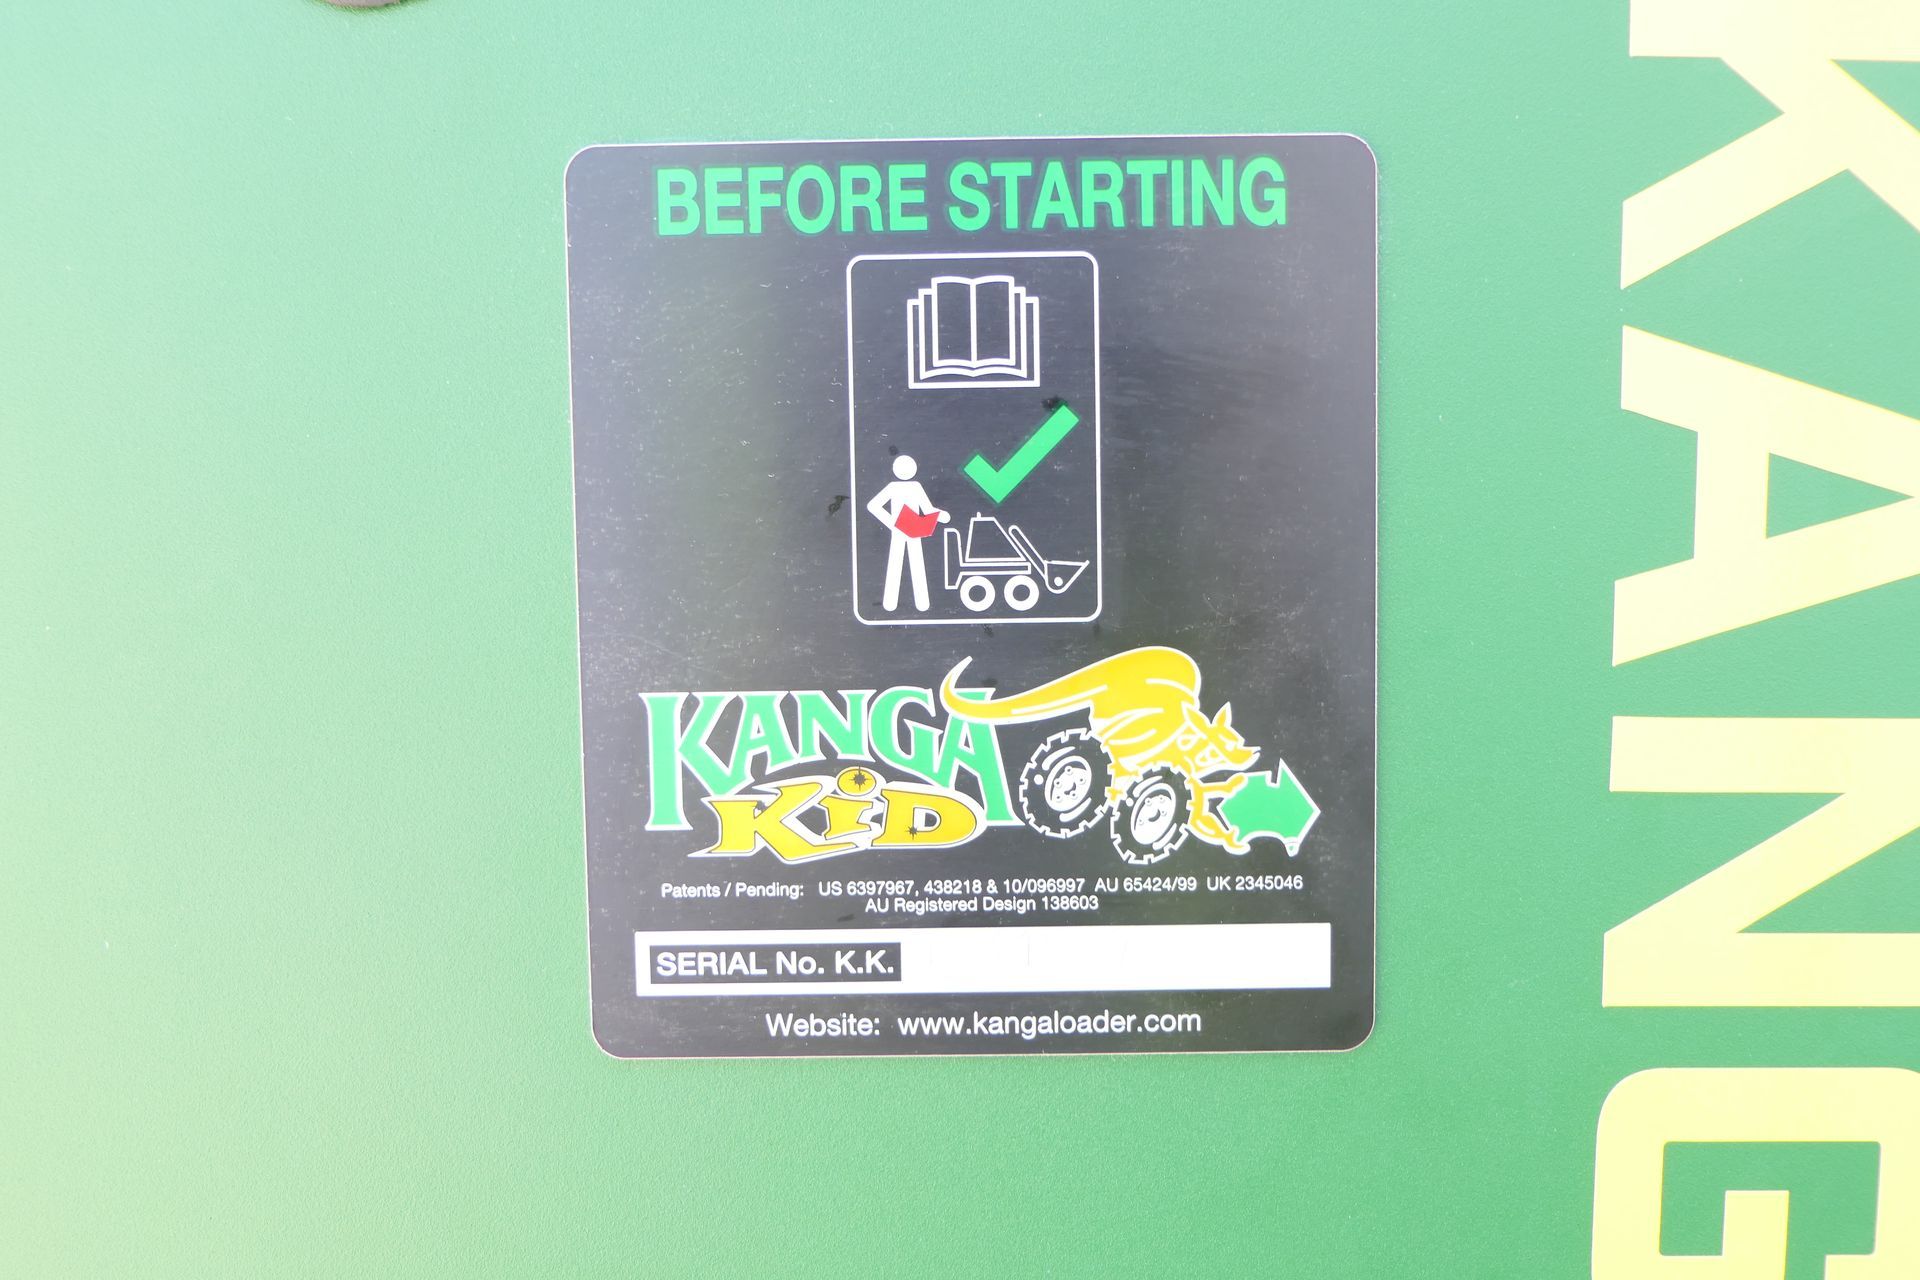 BEFORE STARTING
KANGA
KiD
Patents / Pending: US 6397967, 438218 & 10/096997 AU 65424/99 UK 2345046
AU Registered Design 138603
SERIAL No. K.K.
Website: www.kangaloader.com
KANG